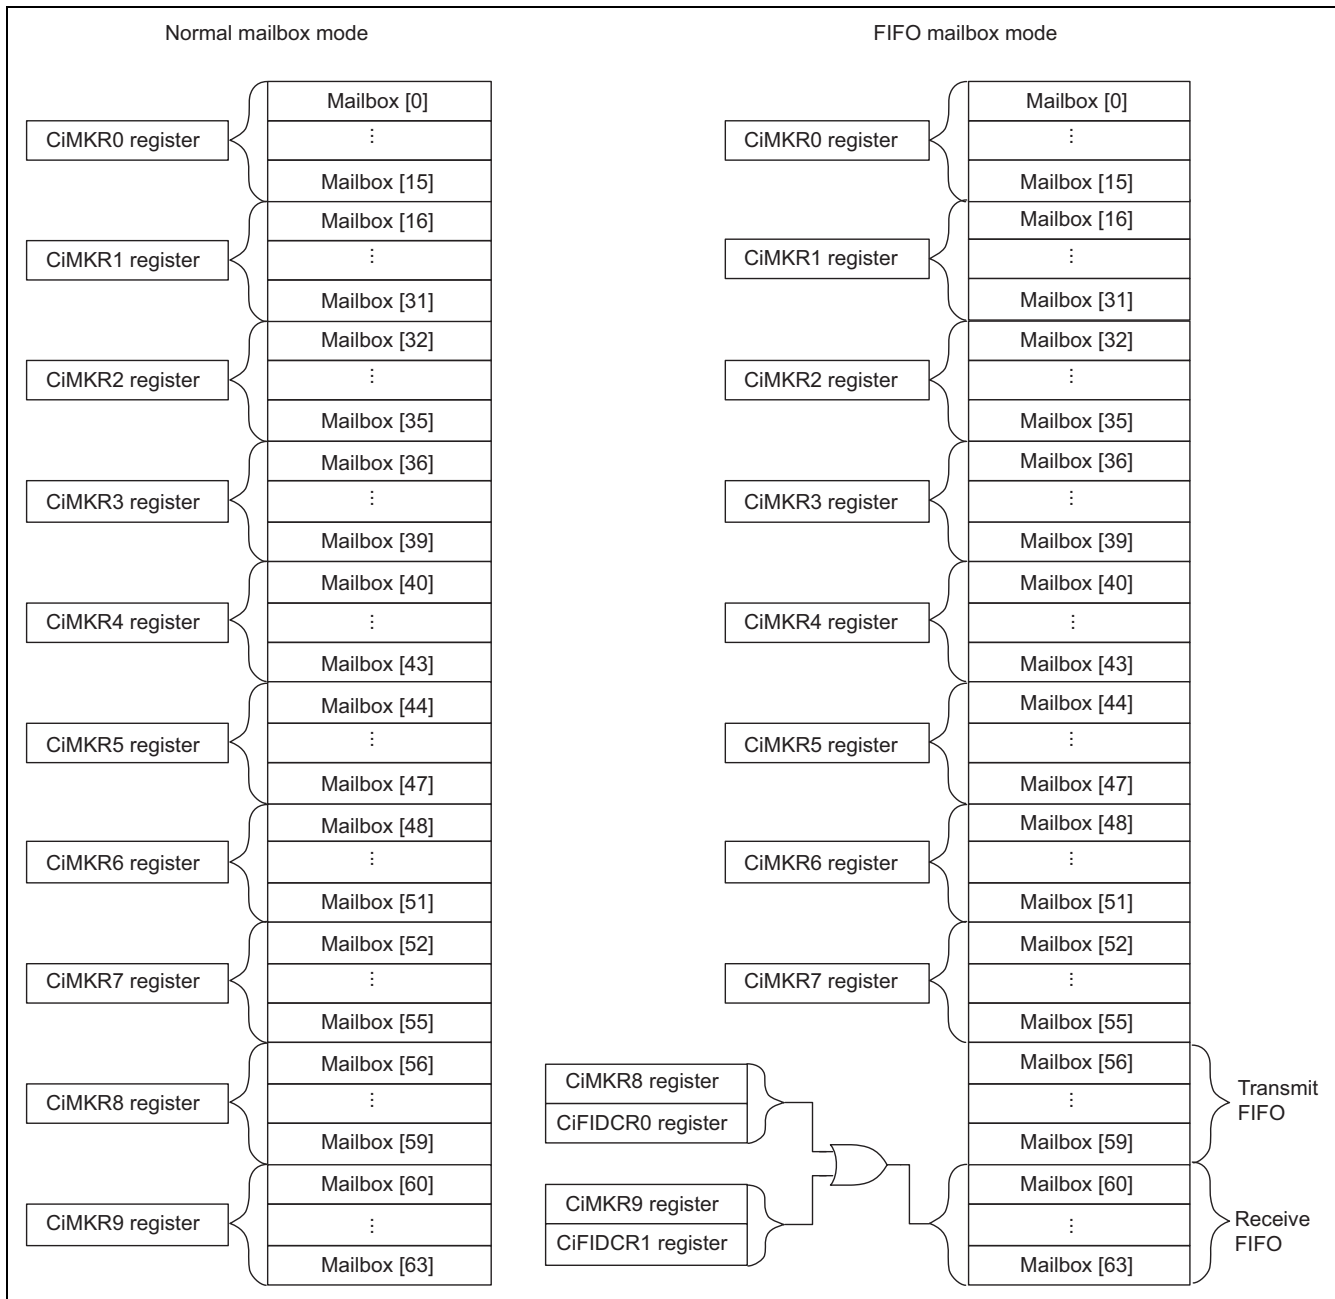 Normal mailbox mode
Mailbox [0]
CiMKR0 register
⋮
Mailbox [15]
Mailbox [16]
CiMKR1 register
⋮
Mailbox [31]
Mailbox [32]
CiMKR2 register
⋮
Mailbox [35]
Mailbox [36]
CiMKR3 register
⋮
Mailbox [39]
Mailbox [40]
CiMKR4 register
⋮
Mailbox [43]
Mailbox [44]
CiMKR5 register
⋮
Mailbox [47]
Mailbox [48]
CiMKR6 register
⋮
Mailbox [51]
Mailbox [52]
CiMKR7 register
⋮
Mailbox [55]
Mailbox [56]
CiMKR8 register
⋮
Mailbox [59]
Mailbox [60]
CiMKR9 register
⋮
Mailbox [63]
FIFO mailbox mode
Mailbox [0]
CiMKR0 register
⋮
Mailbox [15]
Mailbox [16]
CiMKR1 register
⋮
Mailbox [31]
Mailbox [32]
CiMKR2 register
⋮
Mailbox [35]
Mailbox [36]
CiMKR3 register
⋮
Mailbox [39]
Mailbox [40]
CiMKR4 register
⋮
Mailbox [43]
Mailbox [44]
CiMKR5 register
⋮
Mailbox [47]
Mailbox [48]
CiMKR6 register
⋮
Mailbox [51]
Mailbox [52]
CiMKR7 register
⋮
Mailbox [55]
Mailbox [56]
⋮
Mailbox [59]
Transmit
FIFO
CiMKR8 register
CiFIDCR0 register
CiMKR9 register
CiFIDCR1 register
Mailbox [60]
⋮
Mailbox [63]
Receive
FIFO